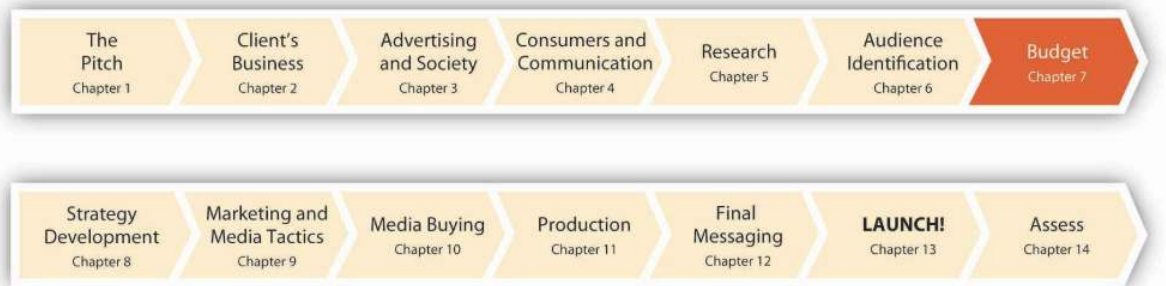 The
Pitch
Chapter 1
Client's
Business
Chapter 2
Advertising
and Society
Chapter 3
Consumers and
Communication
Chapter 4
Research
Chapter 5
Audience
Identification
Chapter 6
Budget
Chapter 7
Strategy
Development
Chapter 8
Marketing and
Media Tactics
Chapter 9
Media Buying
Chapter 10
Production
Chapter 11
Final
Messaging
Chapter 12
LAUNCH!
Chapter 13
Assess
Chapter 14